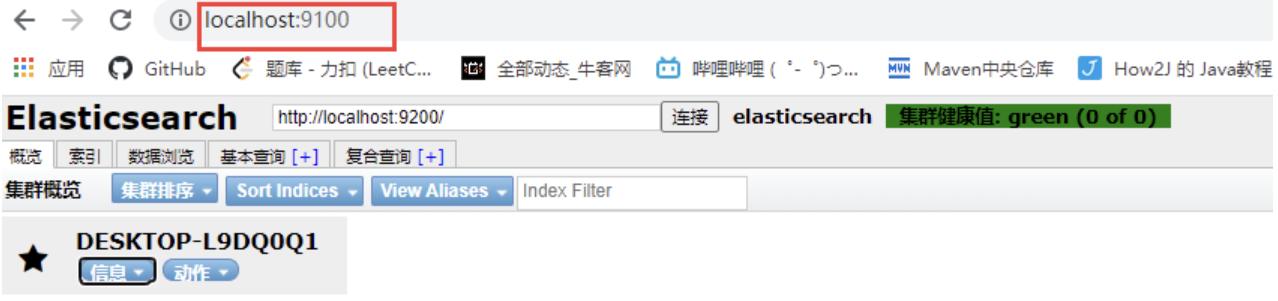 localhost:9100
应用 GitHub 题库 - 力扣 (LeetC... 全部动态_牛客网 哔哩哔哩 ( ゜- ゜)つ... MVN Maven中央仓库 J How2J 的 Java教程
Elasticsearch http://localhost:9200/ 连接 elasticsearch 集群健康值: green (0 of 0)
概览 索引 数据浏览 基本查询 [+] 复合查询 [+]
集群概览 集群排序 Sort Indices View Aliases Index Filter
DESKTOP-L9DQ0Q1
信息 动作